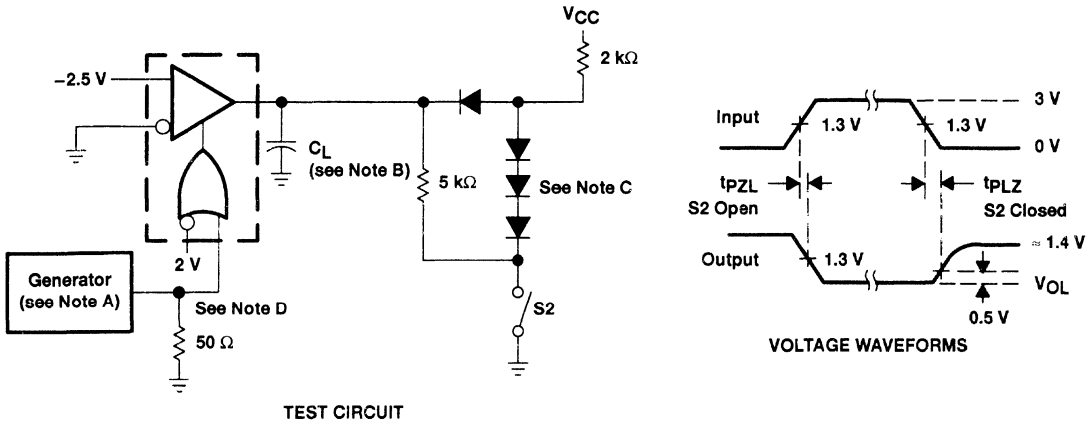 VCC
2 kΩ
−2.5 V
CL
(see Note B)
5 kΩ
See Note C
2 V
Generator
(see Note A)
See Note D
50 Ω
S2
TEST CIRCUIT
3 V
Input
1.3 V
1.3 V
0 V
tPZL
tPLZ
S2 Open
S2 Closed
≈ 1.4 V
Output
1.3 V
VOL
0.5 V
VOLTAGE WAVEFORMS